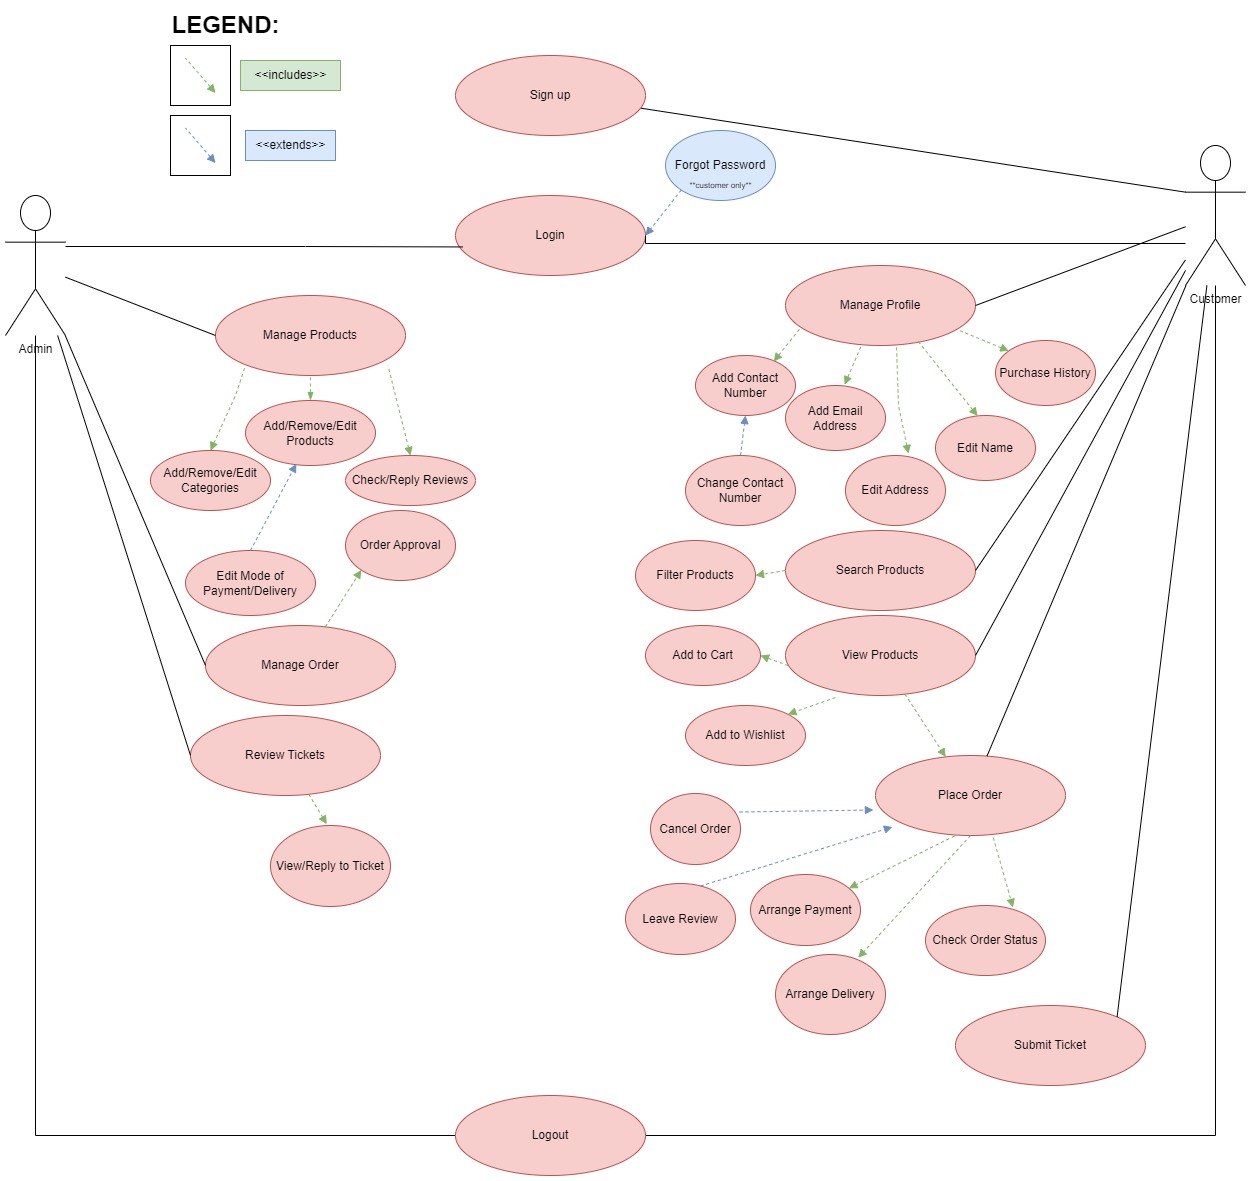 LEGEND:
<<includes>>
<<extends>>
Sign up
Forgot Password
**customer only**
Login
Admin
Customer
Manage Products
Add/Remove/Edit
Products
Add/Remove/Edit
Categories
Check/Reply Reviews
Edit Mode of
Payment/Delivery
Order Approval
Manage Order
Review Tickets
View/Reply to Ticket
Manage Profile
Add Contact
Number
Add Email
Address
Purchase History
Edit Name
Change Contact
Number
Edit Address
Filter Products
Search Products
Add to Cart
View Products
Add to Wishlist
Place Order
Cancel Order
Leave Review
Arrange Payment
Check Order Status
Arrange Delivery
Submit Ticket
Logout